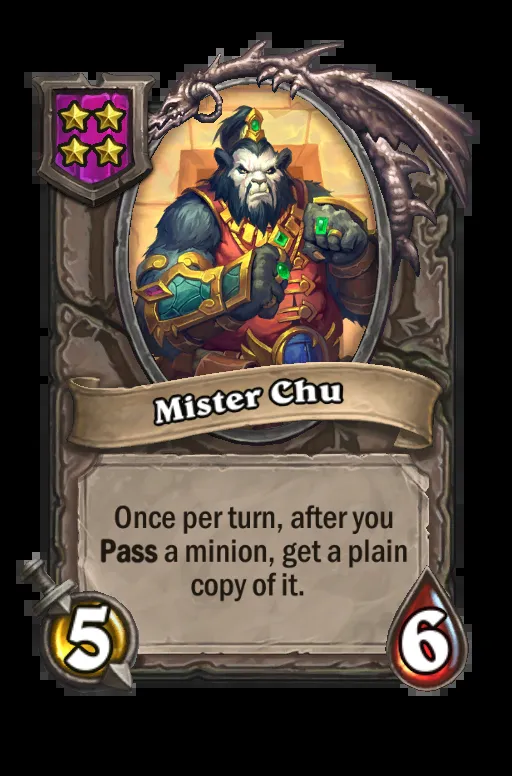 Mister Chu
Once per turn, after you
Pass a minion, get a plain
copy of it.
5
6